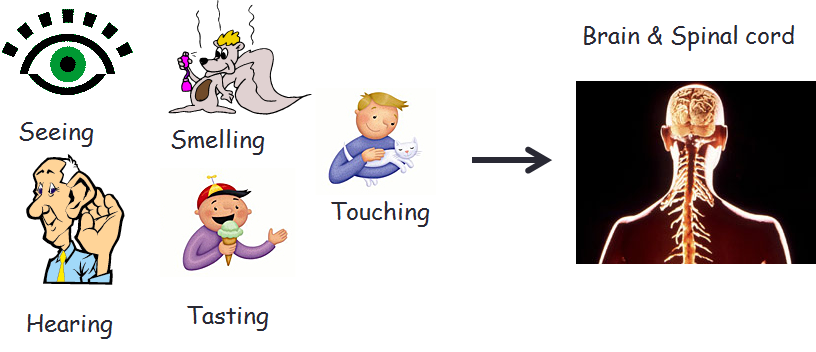 Brain & Spinal cord
Seeing
Smelling
Touching
Hearing
Tasting